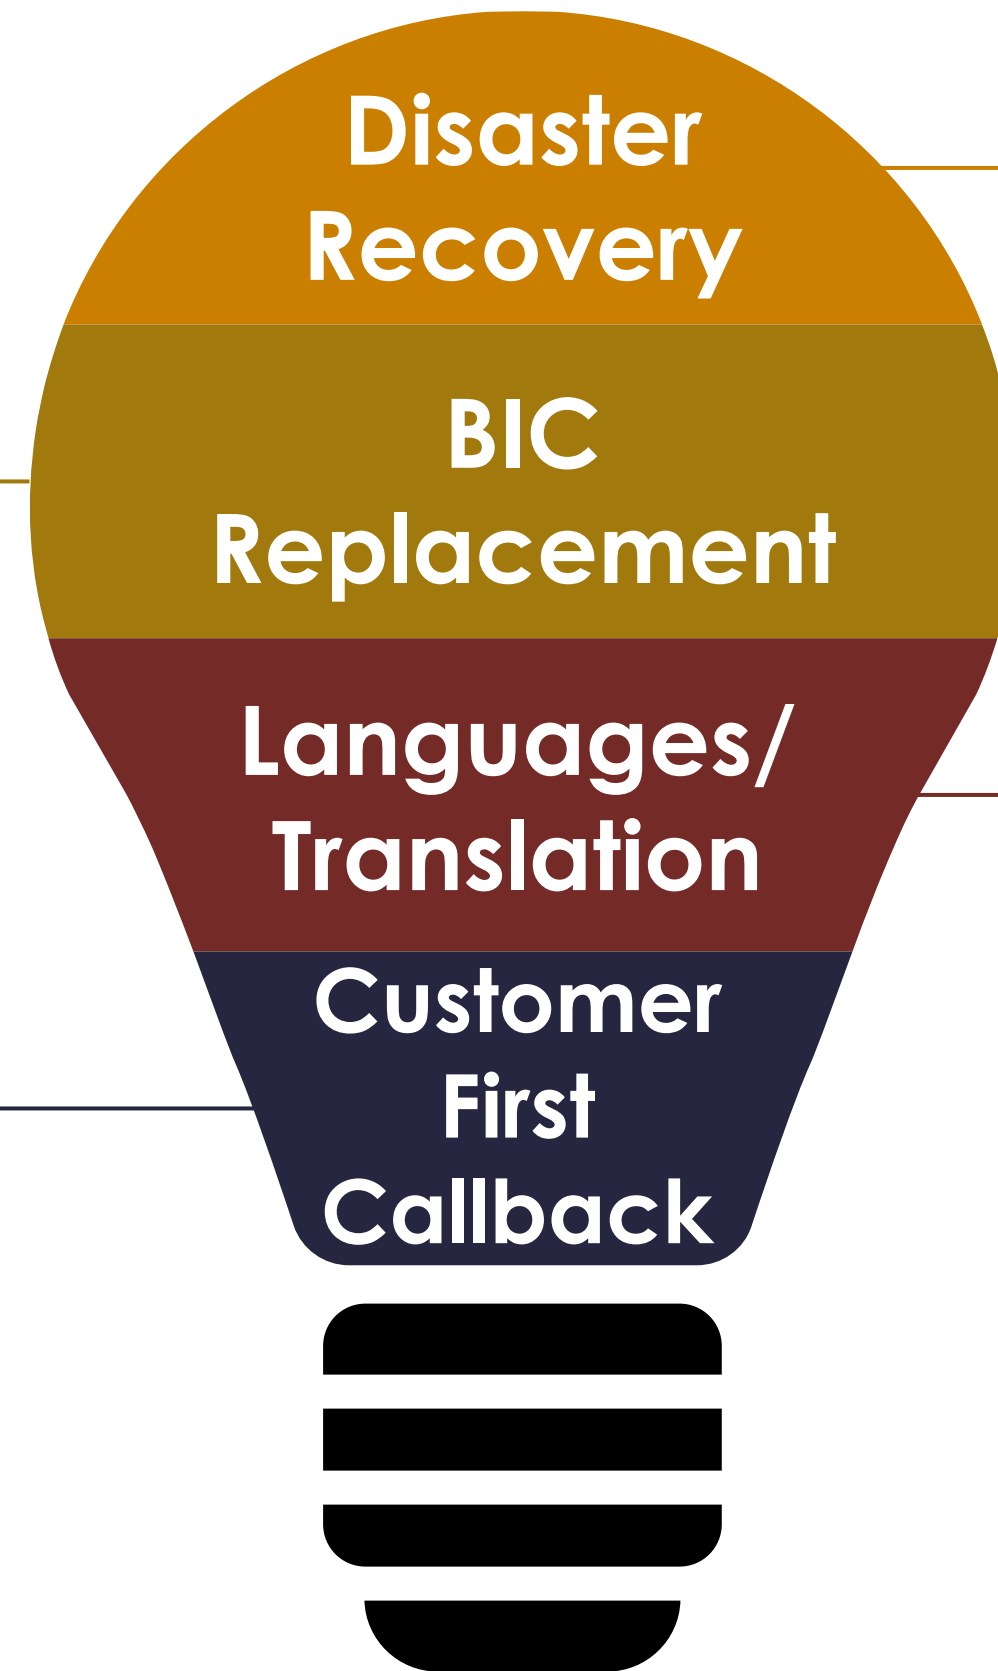 Disaster
Recovery
BIC
Replacement
Languages/
Translation
Customer
First
Callback